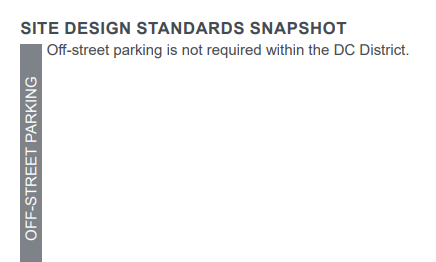 SITE DESIGN STANDARDS SNAPSHOT
Off-street parking is not required within the DC District.
OFF-STREET PARKING